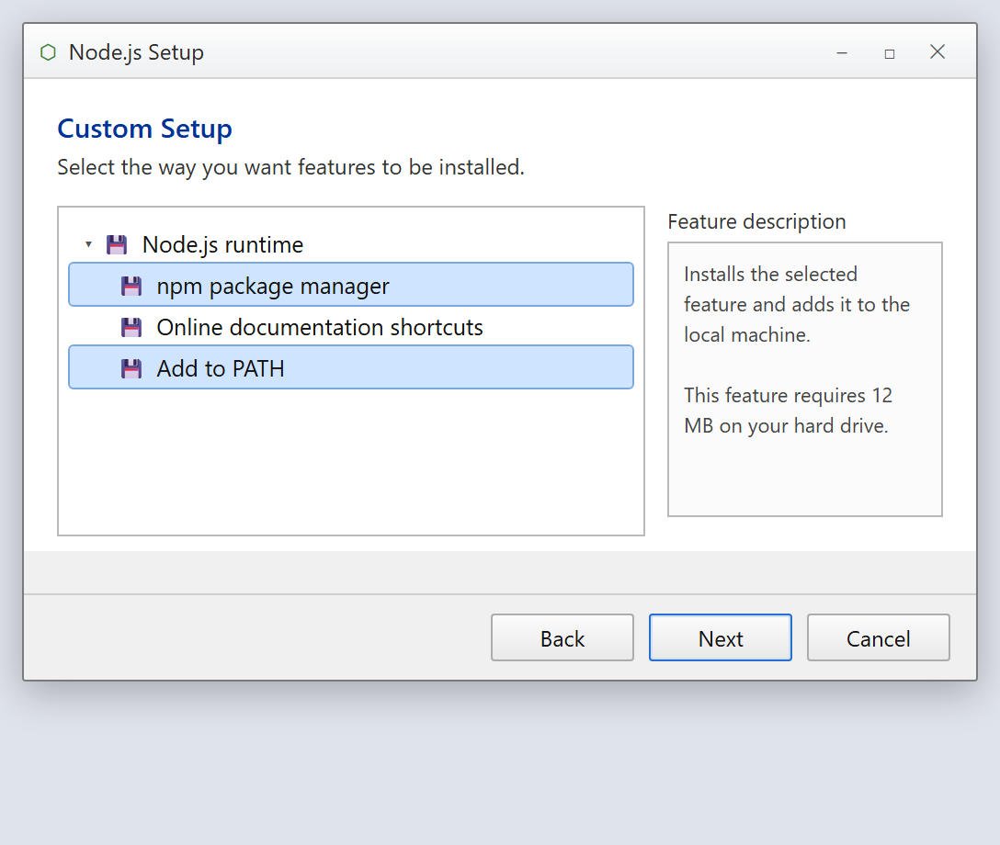 Node.js Setup
Custom Setup
Select the way you want features to be installed.
Node.js runtime
npm package manager
Online documentation shortcuts
Add to PATH
Feature description
Installs the selected
feature and adds it to the
local machine.
This feature requires 12
MB on your hard drive.
Back
Next
Cancel